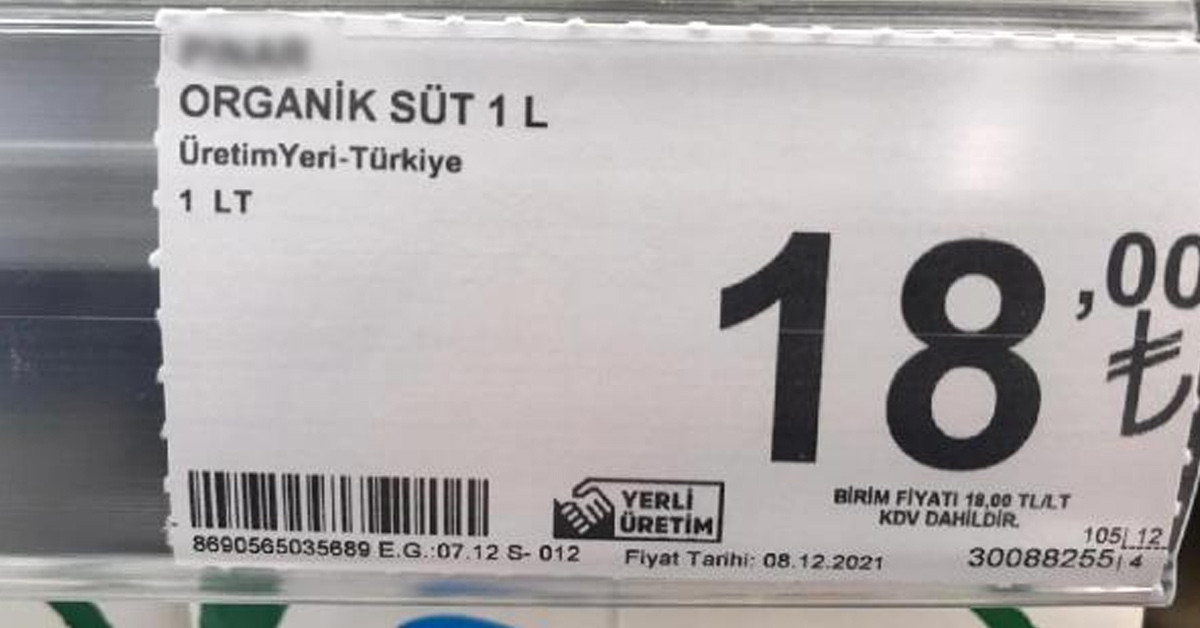 ORGANİK SÜT 1 L
ÜretimYeri-Türkiye
1 LT
18,00
₺
YERLİ
ÜRETİM
BİRİM FİYATI 18,00 TL/LT
KDV DAHİLDİR.
8690565035689 E.G.:07.12 S- 012
Fiyat Tarihi: 08.12.2021
105| 12
30088255| 4